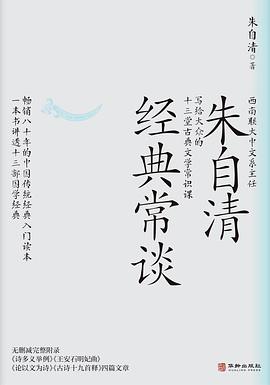 朱自清 著
西南联大中文系主任
写给大众的
十三堂古典文学常识课
朱自清
经典常谈
畅销八十年的中国传统经典入门读本
一本书讲透十三部国学经典
无删减完整附录
《诗多义举例》《王安石明妃曲》
《论以文为诗》《古诗十九首释》四篇文章
华龄出版社